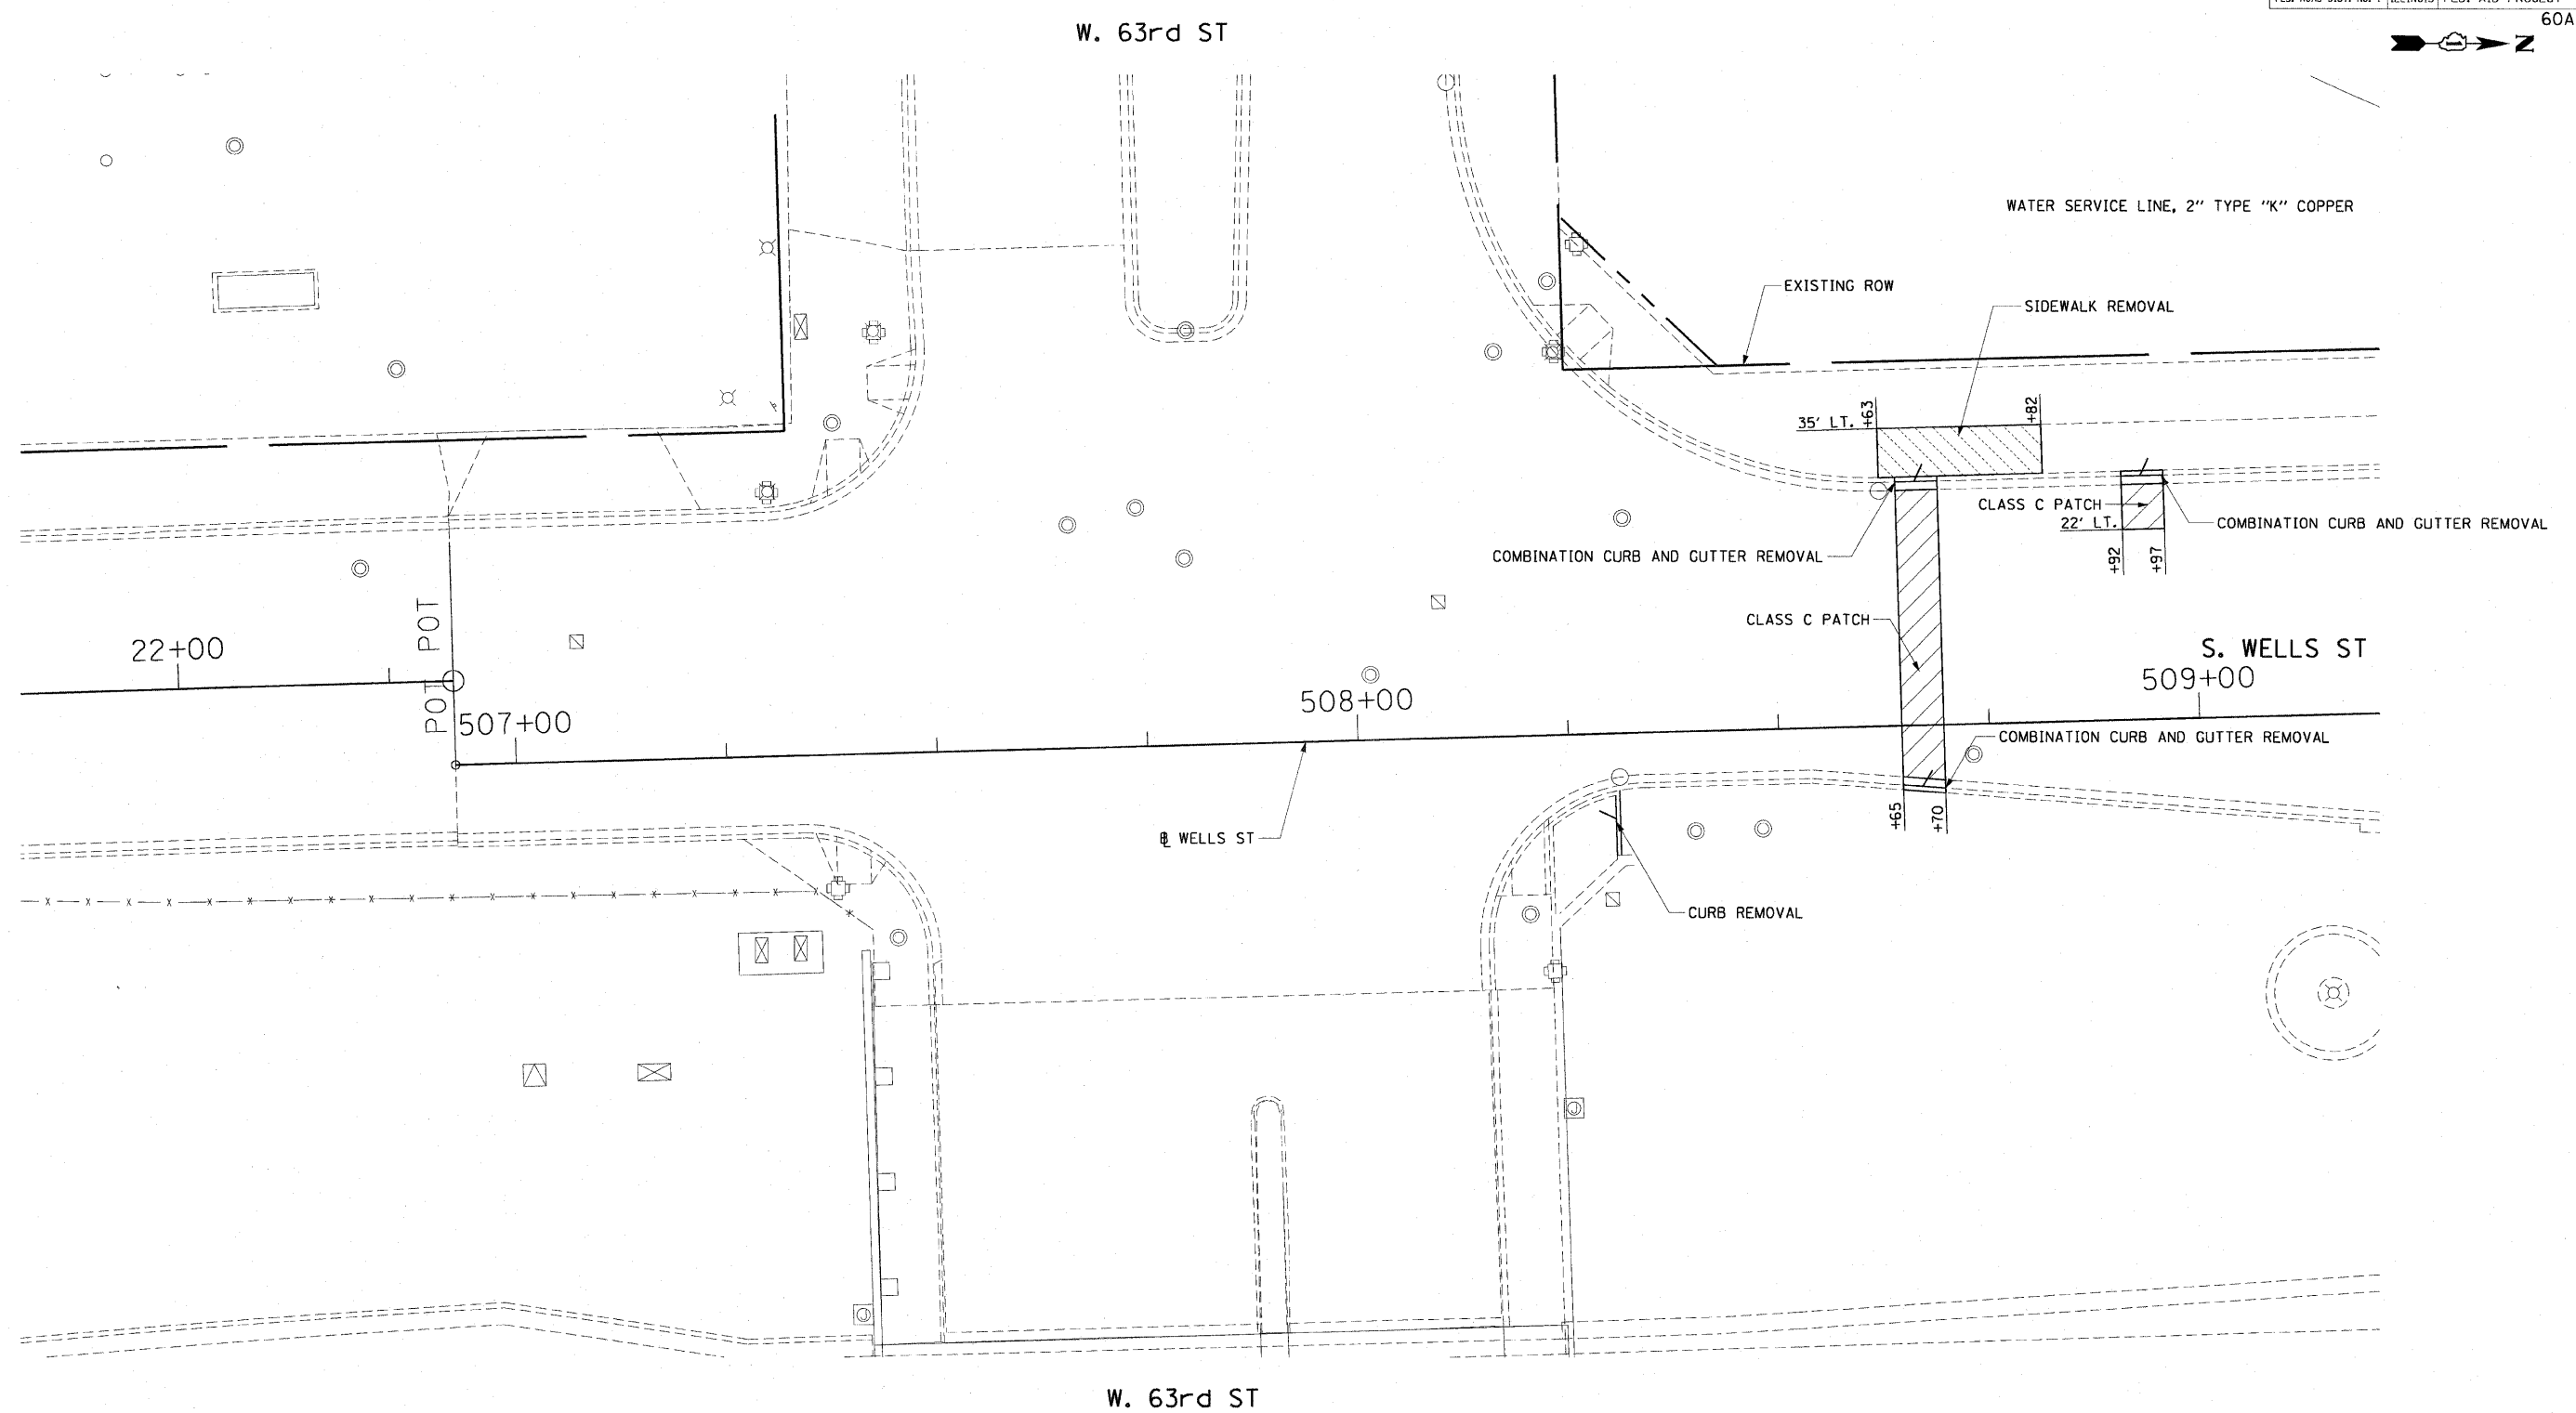 60A
W. 63rd ST
N
WATER SERVICE LINE, 2" TYPE "K" COPPER
EXISTING ROW
SIDEWALK REMOVAL
35' LT.
+63
+82
CLASS C PATCH
22' LT.
COMBINATION CURB AND GUTTER REMOVAL
+92
+97
COMBINATION CURB AND GUTTER REMOVAL
CLASS C PATCH
22+00
POT
POT
S. WELLS ST
507+00
508+00
509+00
COMBINATION CURB AND GUTTER REMOVAL
+65
+70
℄ WELLS ST
CURB REMOVAL
W. 63rd ST